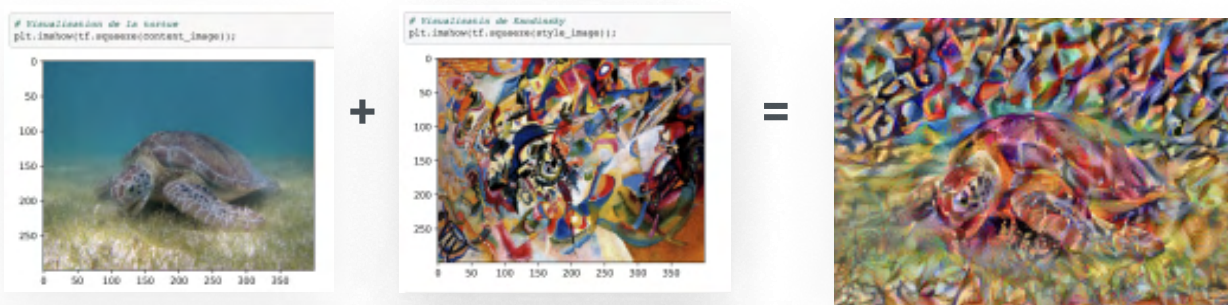 # Visualisation de la tortue
plt.imshow(tf.squeeze(content_image));
0
50
100
150
200
250
0 50 100 150 200 250 300 350
+
# Visualisatin de Kandinsky
plt.imshow(tf.squeeze(style_image));
0
50
100
150
200
250
0 50 100 150 200 250 300 350
=